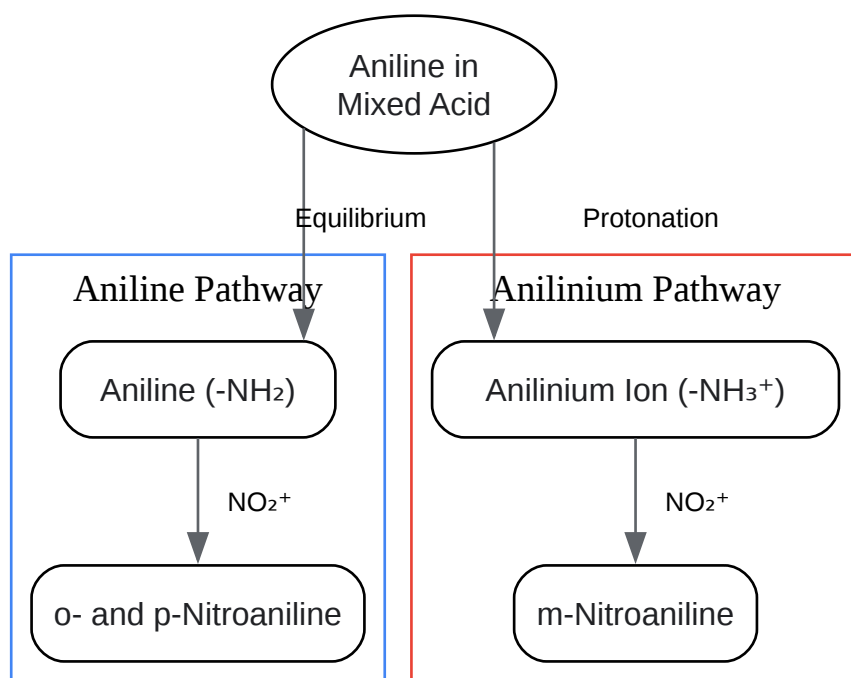 Aniline in
Mixed Acid
Equilibrium
Protonation
Aniline Pathway
Anilinium Pathway
Aniline (-NH₂)
Anilinium Ion (-NH₃⁺)
NO₂⁺
NO₂⁺
o- and p-Nitroaniline
m-Nitroaniline